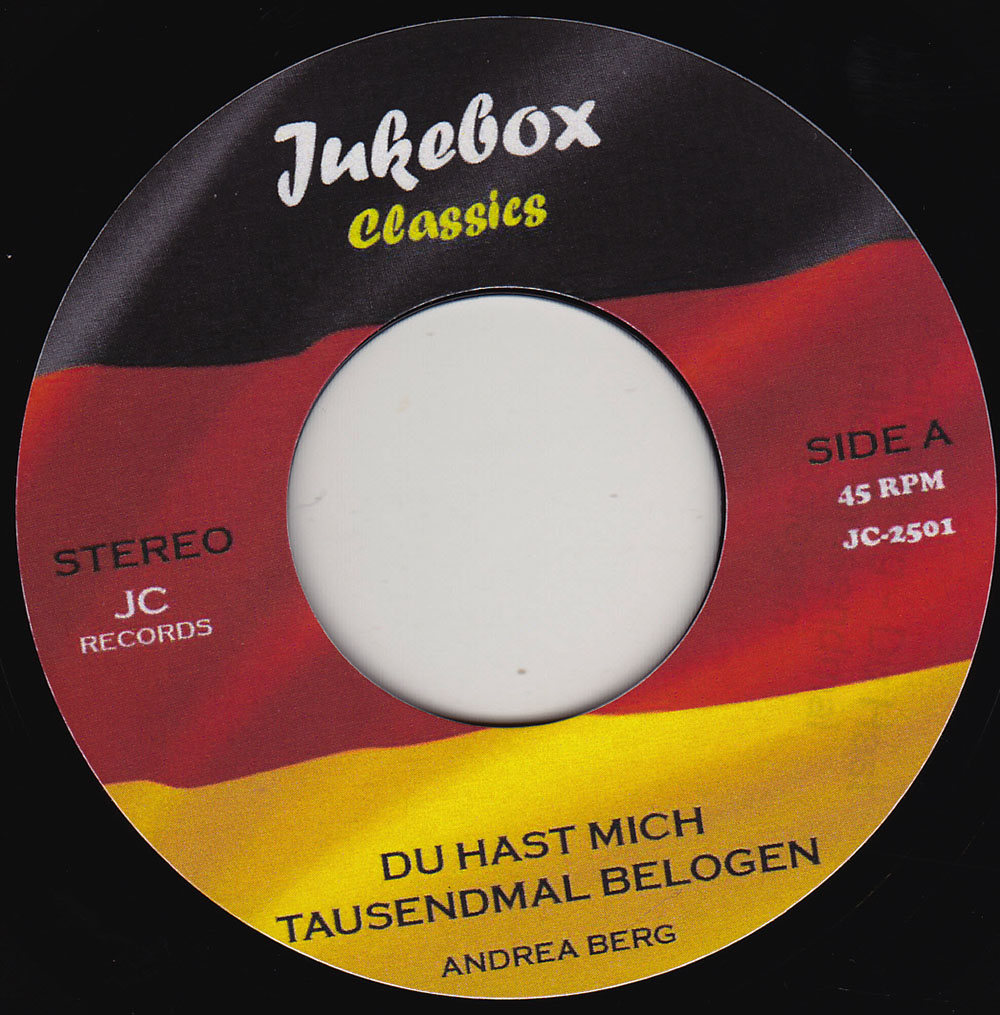 Jukebox
Classics
SIDE A
45 RPM
JC-2501
STEREO
JC
RECORDS
DU HAST MICH
TAUSENDMAL BELOGEN
ANDREA BERG